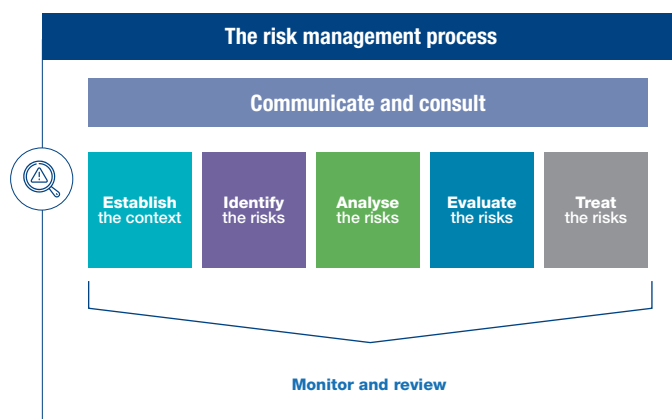 The risk management process
Communicate and consult
Establish
the context
Identify
the risks
Analyse
the risks
Evaluate
the risks
Treat
the risks
Monitor and review